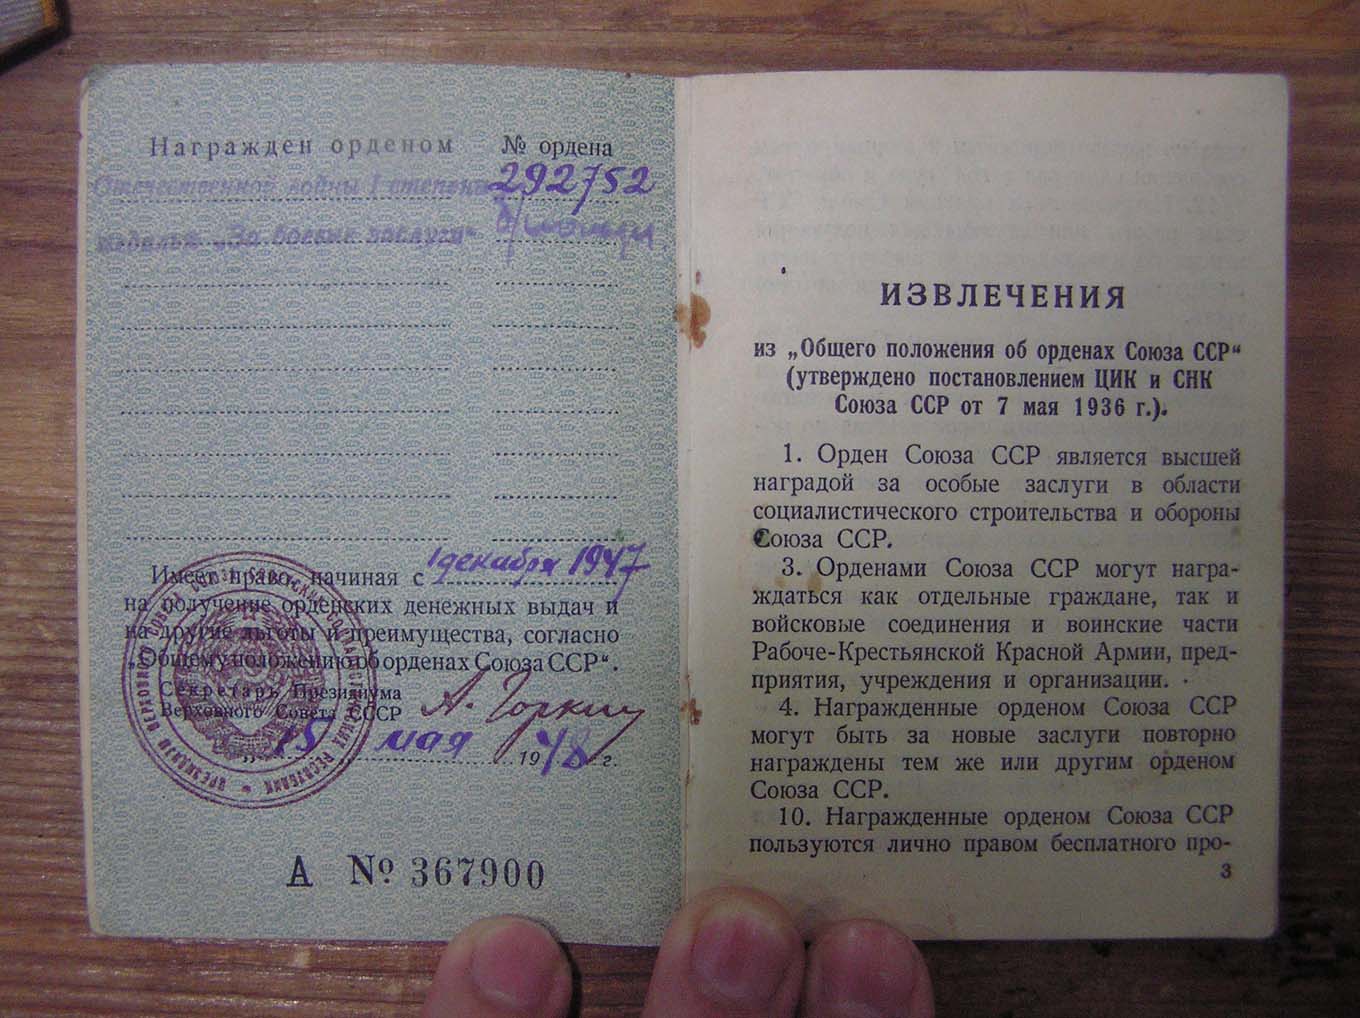 Награжден орденом № ордена
Отечественной войны I степени 292752
медалью „За боевые заслуги“ б/номера
Имеет право, начиная с 1 декабря 1947
на получение орденских денежных выдач и
на другие льготы и преимущества, согласно
„Общему положению об орденах Союза ССР“.
Секретарь Президиума
Верховного Совета СССР А. Горкин
„15“ мая 1948 г.
А № 367900
ИЗВЛЕЧЕНИЯ
из „Общего положения об орденах Союза ССР“
(утверждено постановлением ЦИК и СНК
Союза ССР от 7 мая 1936 г.).
1. Орден Союза ССР является высшей
наградой за особые заслуги в области
социалистического строительства и обороны
Союза ССР.
3. Орденами Союза ССР могут награ-
ждаться как отдельные граждане, так и
войсковые соединения и воинские части
Рабоче-Крестьянской Красной Армии, пред-
приятия, учреждения и организации.
4. Награжденные орденом Союза ССР
могут быть за новые заслуги повторно
награждены тем же или другим орденом
Союза ССР.
10. Награжденные орденом Союза ССР
пользуются лично правом бесплатного про-
3